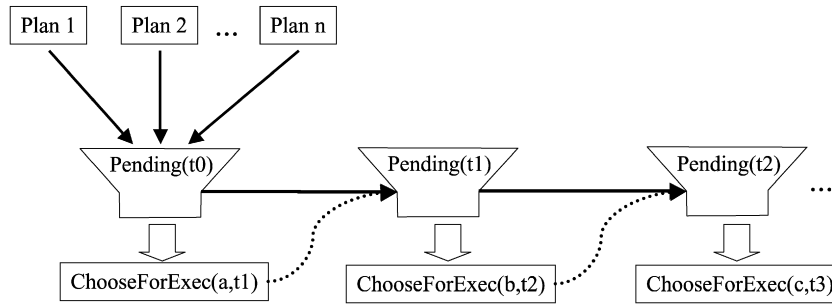 Plan 1
Plan 2
...
Plan n
Pending(t0)
Pending(t1)
Pending(t2)
...
ChooseForExec(a,t1)
ChooseForExec(b,t2)
ChooseForExec(c,t3)